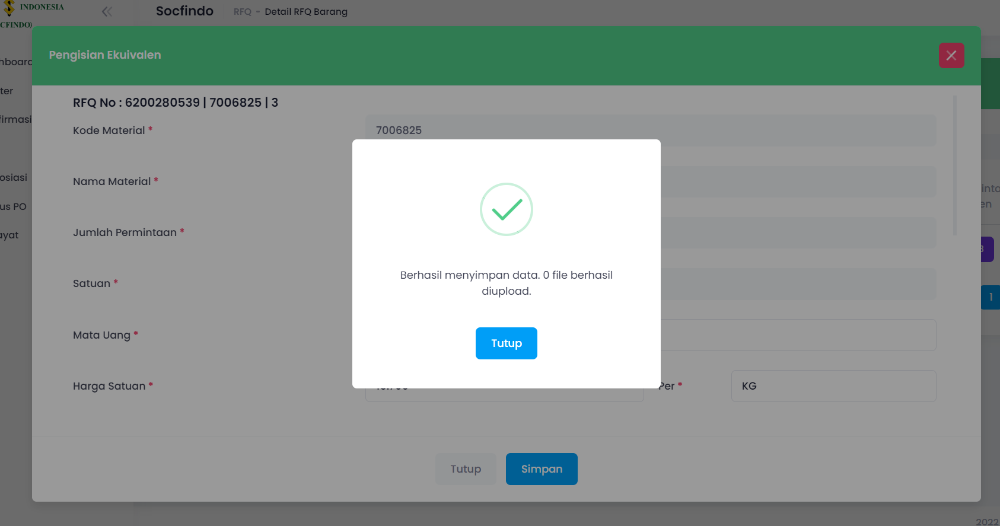 INDONESIA
Socfindo
RFQ - Detail RFQ Barang
CFINDO)
Pengisian Ekuivalen
RFQ No : 6200280539 | 7006825 | 3
Kode Material *
7006825
Nama Material *
Jumlah Permintaan *
Satuan *
Mata Uang *
Harga Satuan *
Per *
KG
Berhasil menyimpan data. 0 file berhasil
diupload.
Tutup
Tutup
Simpan
nboard
ter
firmasi
osiasi
us PO
ayat
inta
en
1
2022